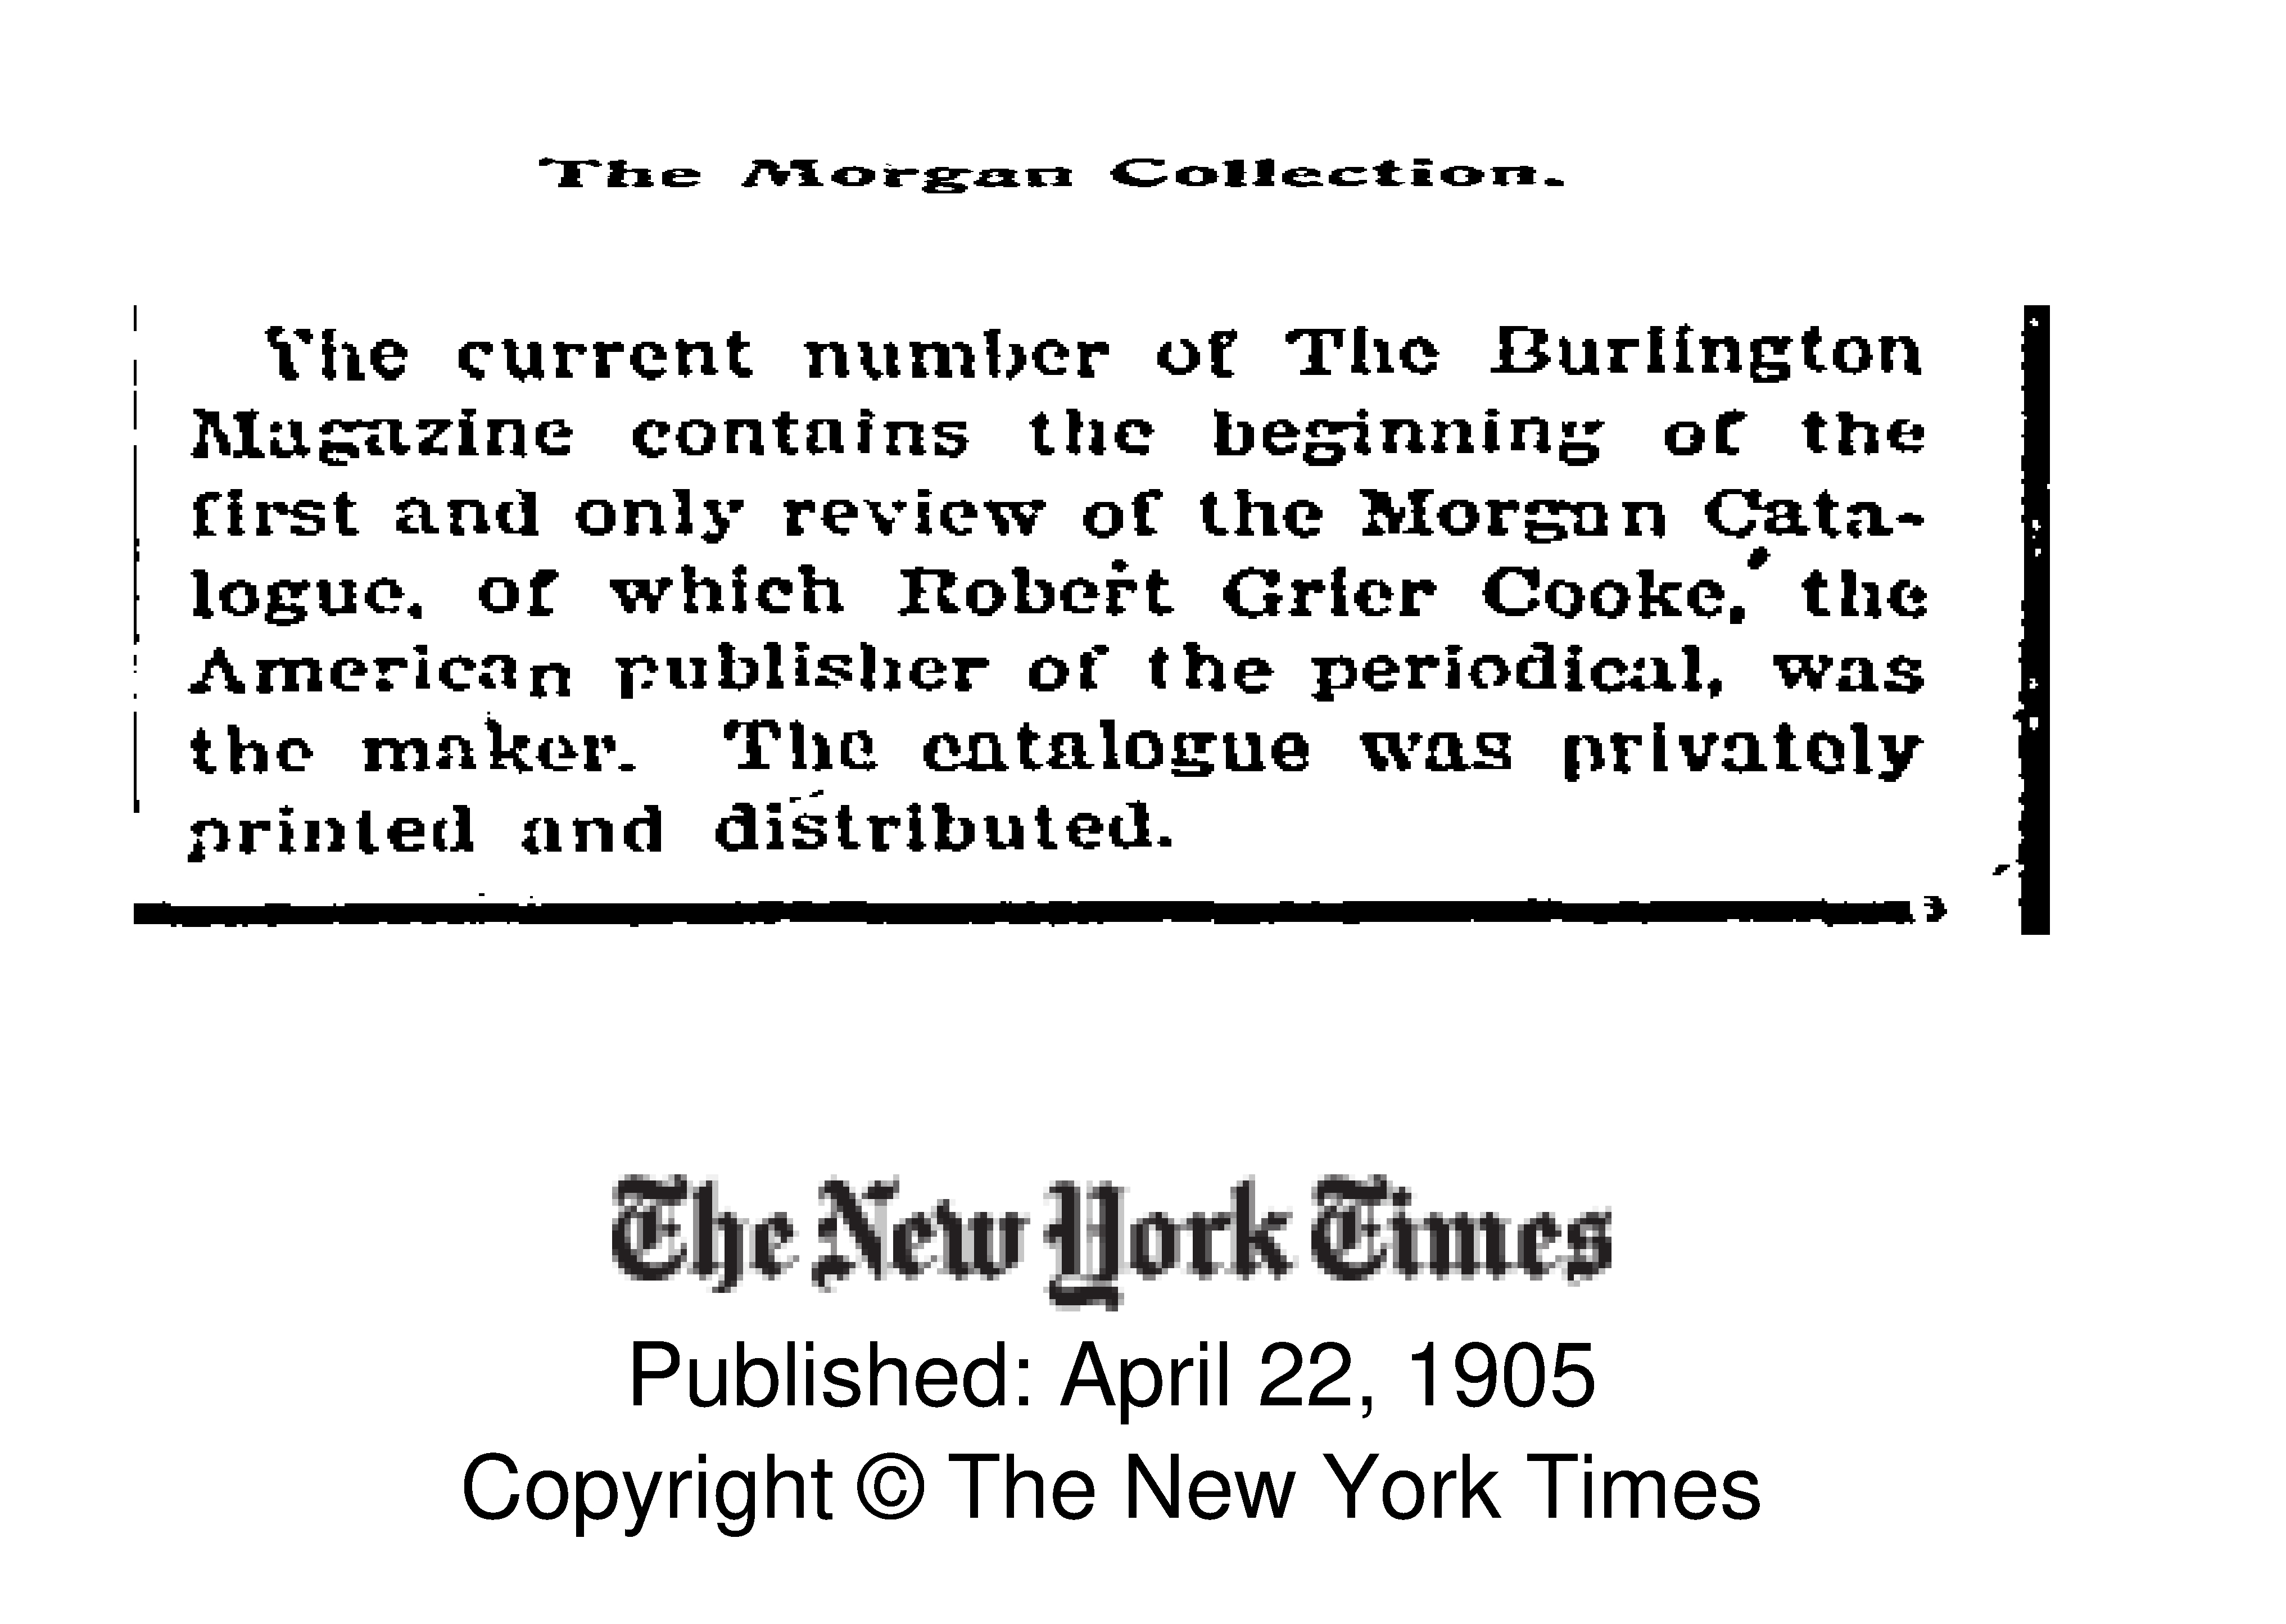 The Morgan Collection.
The current number of The Burlington
Magazine contains the beginning of the
first and only review of the Morgan Cata-
logue, of which Robert Grier Cooke, the
American publisher of the periodical, was
the maker. The catalogue was privately
printed and distributed.
The New York Times
Published: April 22, 1905
Copyright © The New York Times